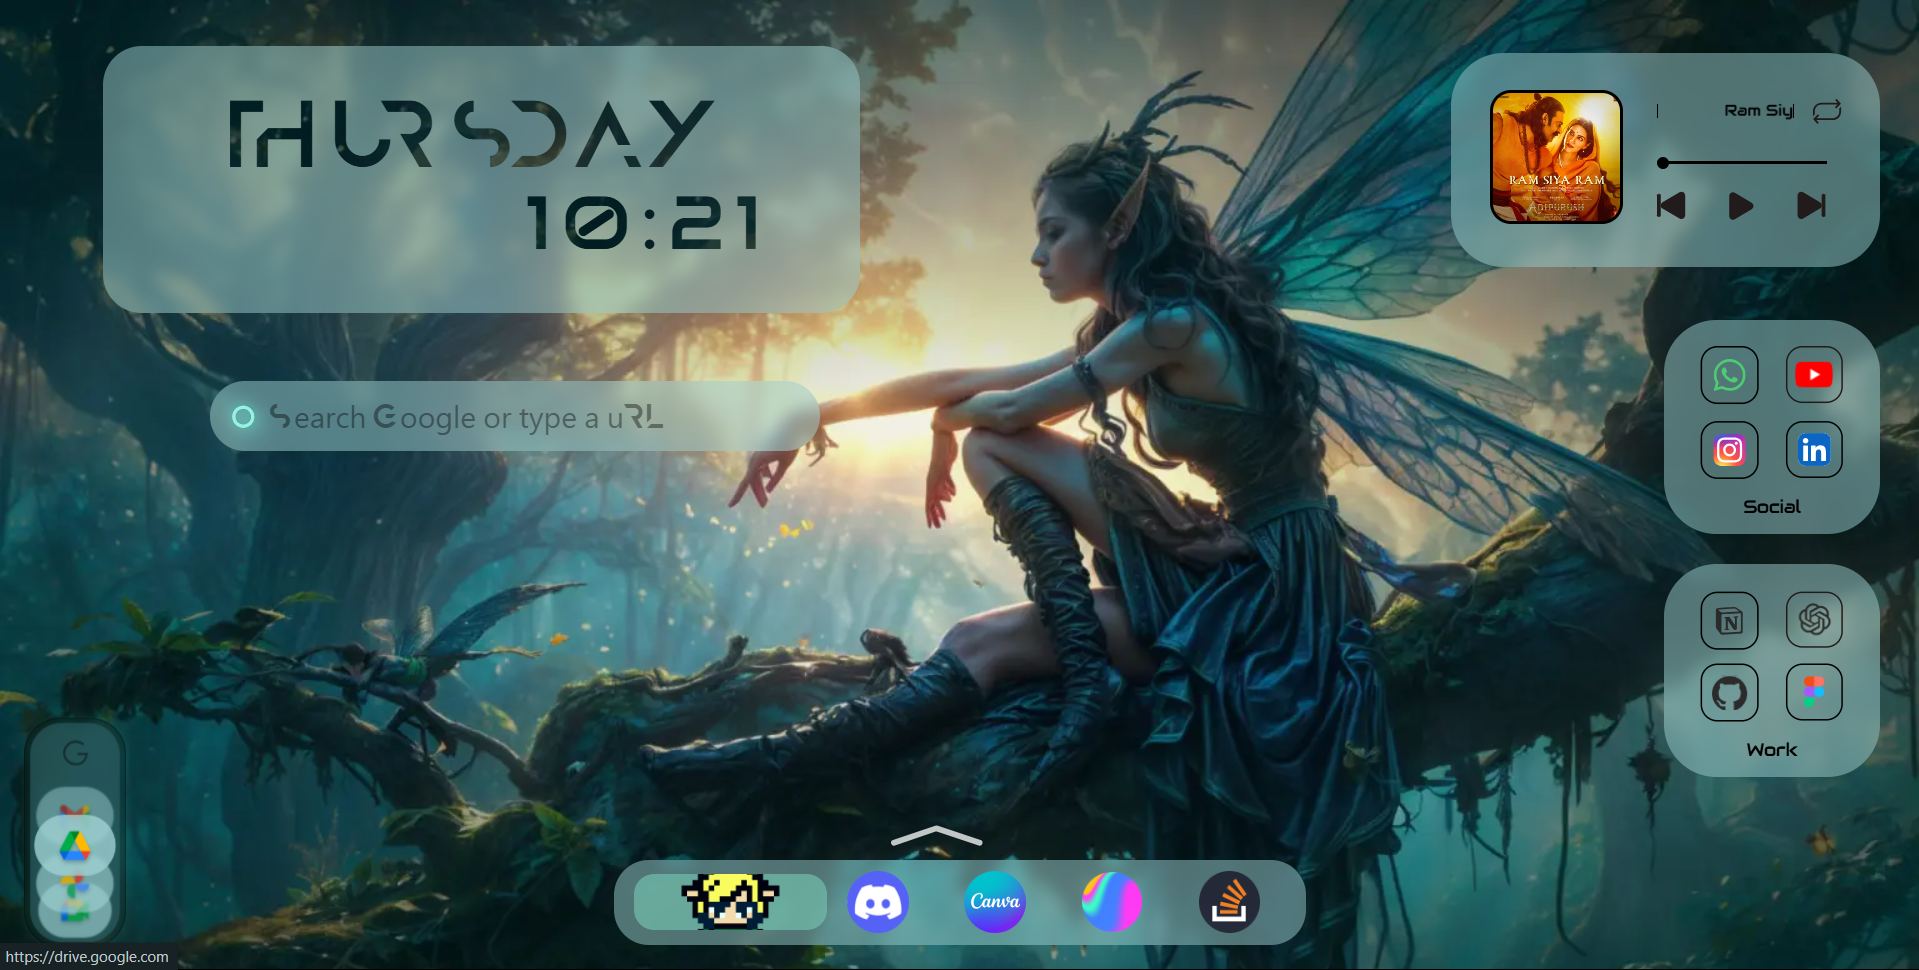 THURSDAY
10:21
Search Google or type a uRL
Ram Siy
RAM SIYA RAM
ADIPURUSH
in
Social
N
Work
G
Canva
https://drive.google.com